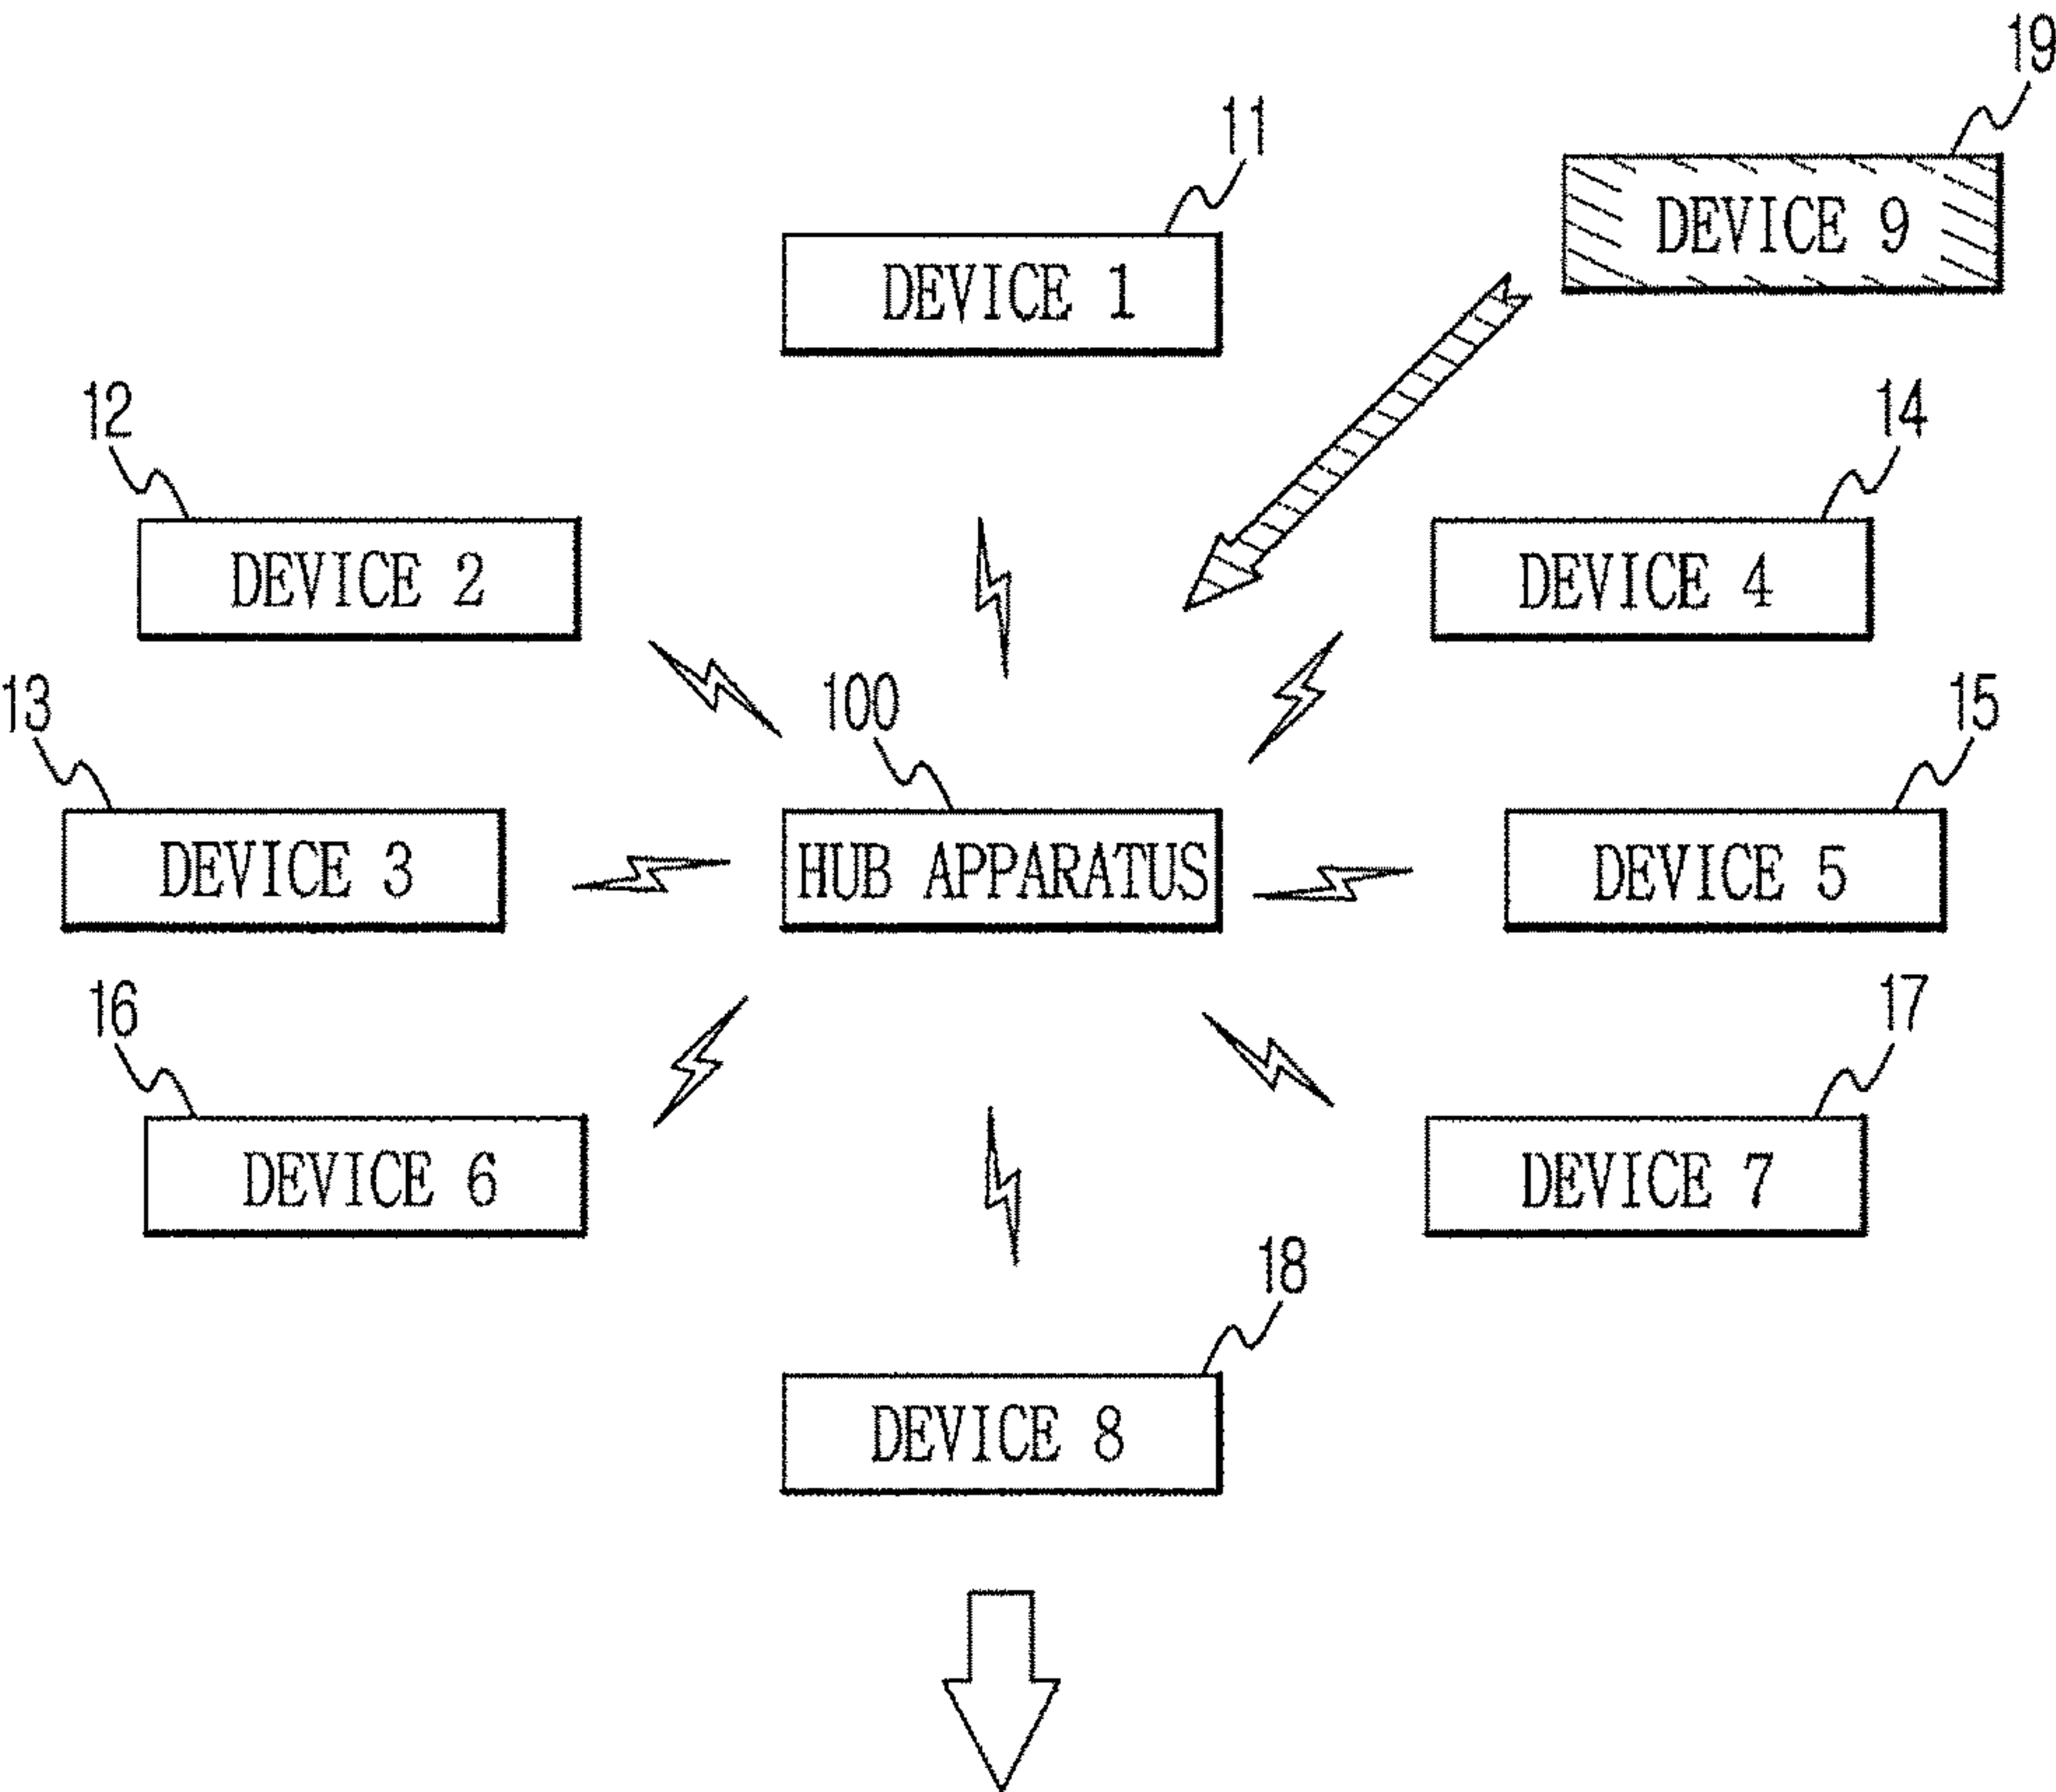 19
11
DEVICE 9
DEVICE 1
12
14
DEVICE 2
DEVICE 4
13
100
15
DEVICE 3
HUB APPARATUS
DEVICE 5
16
17
DEVICE 6
DEVICE 7
18
DEVICE 8